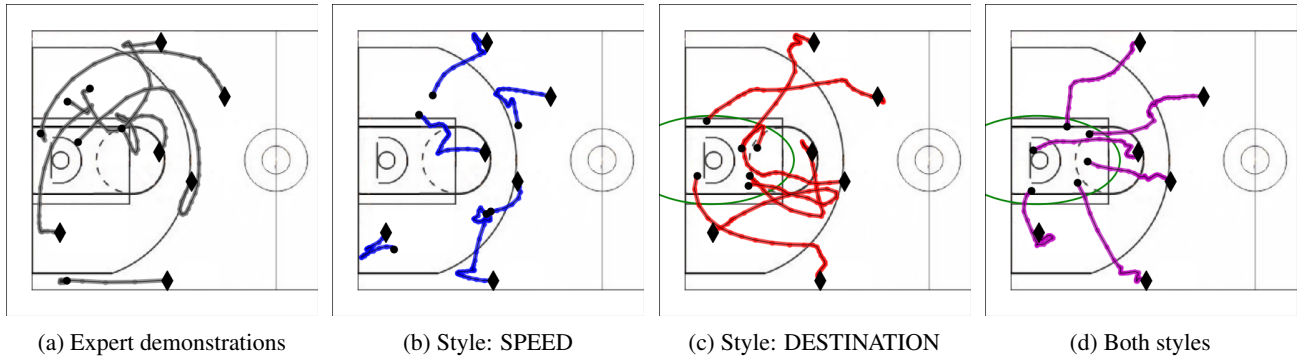 (a) Expert demonstrations
(b) Style: SPEED
(c) Style: DESTINATION
(d) Both styles